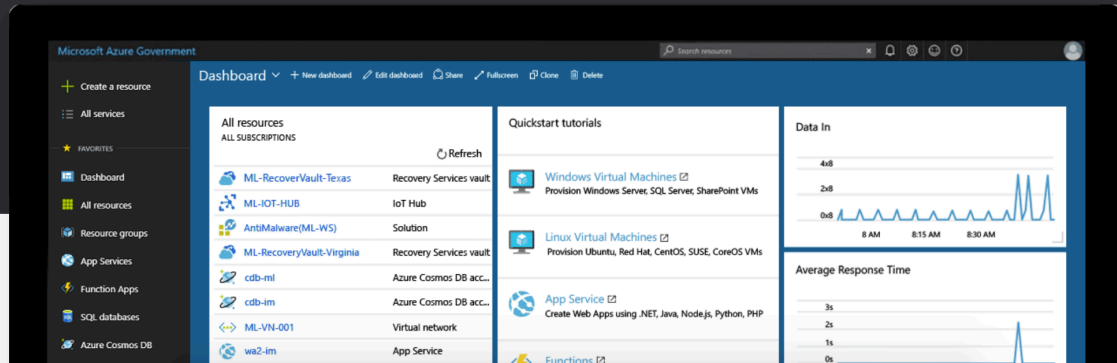 Microsoft Azure Government
Search resources
Create a resource
All services
FAVORITES
Dashboard
All resources
Resource groups
App Services
Function Apps
SQL databases
Azure Cosmos DB
Dashboard
New dashboard
Edit dashboard
Share
Fullscreen
Clone
Delete
All resources
ALL SUBSCRIPTIONS
Refresh
ML-RecoverVault-Texas Recovery Services vault
ML-IOT-HUB IoT Hub
AntiMalware(ML-WS) Solution
ML-RecoveryVault-Virginia Recovery Services vault
cdb-ml Azure Cosmos DB acc...
cdb-im Azure Cosmos DB acc...
ML-VN-001 Virtual network
wa2-im App Service
Quickstart tutorials
Windows Virtual Machines
Provision Windows Server, SQL Server, SharePoint VMs
Linux Virtual Machines
Provision Ubuntu, Red Hat, CentOS, SUSE, CoreOS VMs
App Service
Create Web Apps using .NET, Java, Node.js, Python, PHP
Functions
Data In
4x8
2x8
0x8
8 AM 8:15 AM 8:30 AM
Average Response Time
3s
2s
1s
0s